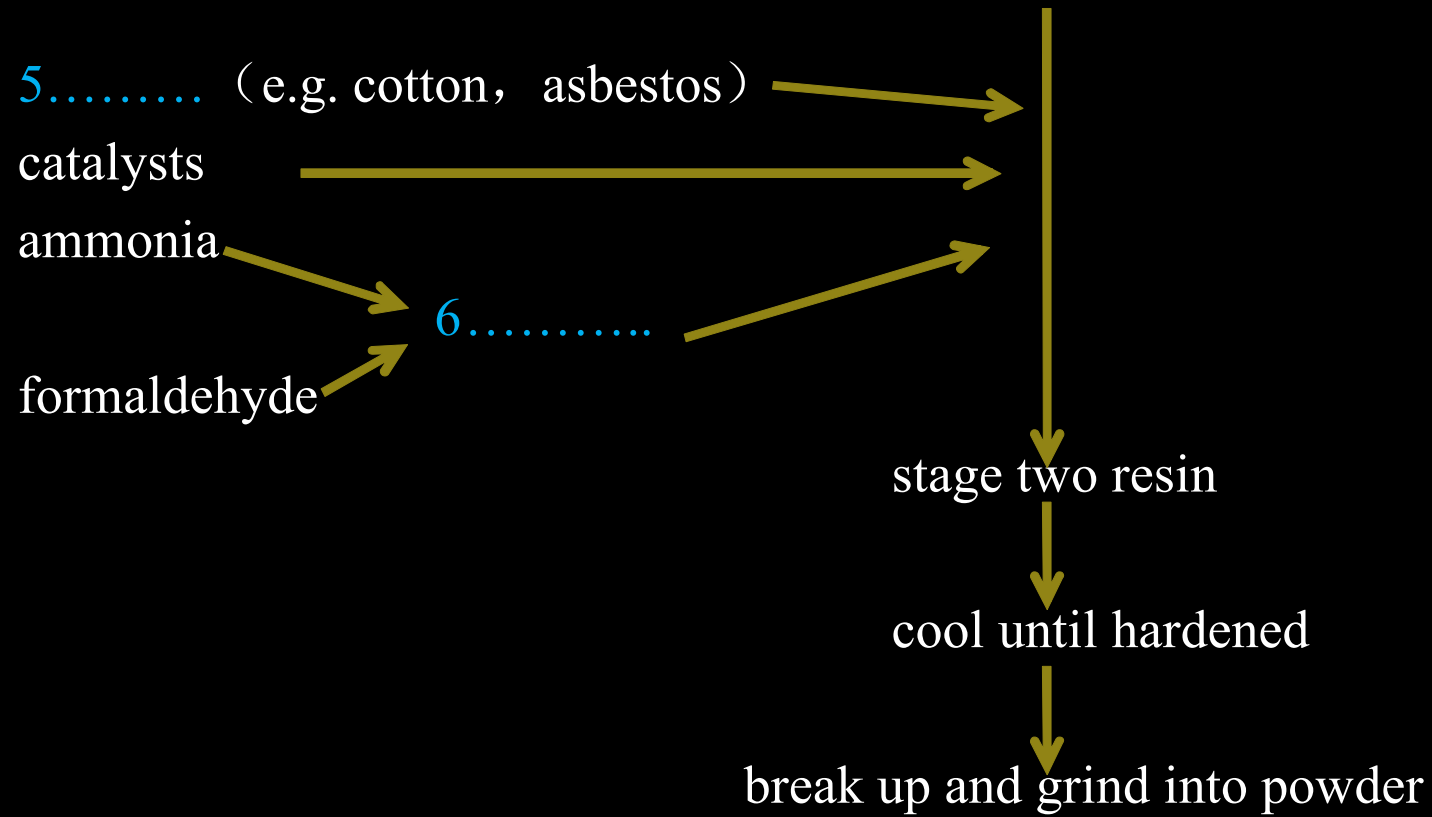 5……… （e.g. cotton，asbestos）
catalysts
ammonia
6………..
formaldehyde
stage two resin
cool until hardened
break up and grind into powder